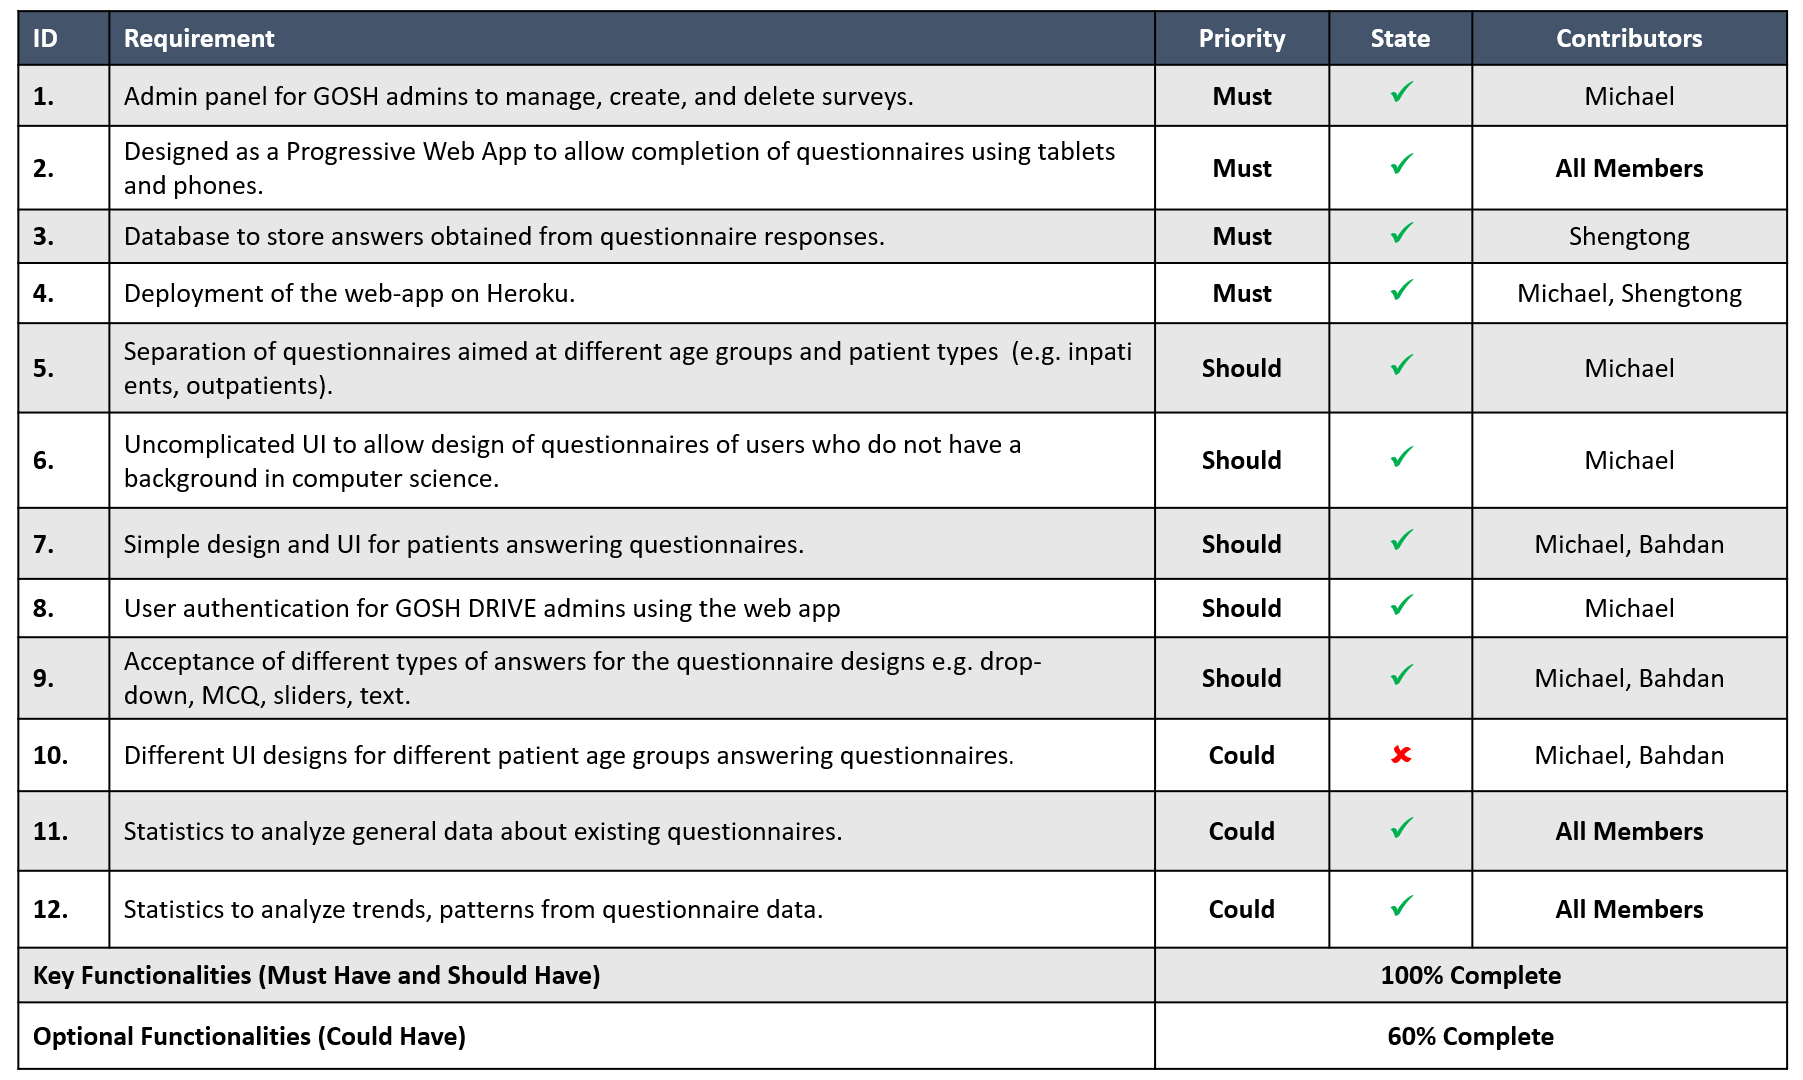 ID Requirement Priority State Contributors
1. Admin panel for GOSH admins to manage, create, and delete surveys. Must ✓ Michael
2. Designed as a Progressive Web App to allow completion of questionnaires using tablets
and phones. Must ✓ All Members
3. Database to store answers obtained from questionnaire responses. Must ✓ Shengtong
4. Deployment of the web-app on Heroku. Must ✓ Michael, Shengtong
5. Separation of questionnaires aimed at different age groups and patient types  (e.g. inpati
ents, outpatients). Should ✓ Michael
6. Uncomplicated UI to allow design of questionnaires of users who do not have a
background in computer science. Should ✓ Michael
7. Simple design and UI for patients answering questionnaires. Should ✓ Michael, Bahdan
8. User authentication for GOSH DRIVE admins using the web app Should ✓ Michael
9. Acceptance of different types of answers for the questionnaire designs e.g. drop-
down, MCQ, sliders, text. Should ✓ Michael, Bahdan
10. Different UI designs for different patient age groups answering questionnaires. Could ✘ Michael, Bahdan
11. Statistics to analyze general data about existing questionnaires. Could ✓ All Members
12. Statistics to analyze trends, patterns from questionnaire data. Could ✓ All Members
Key Functionalities (Must Have and Should Have) 100% Complete
Optional Functionalities (Could Have) 60% Complete